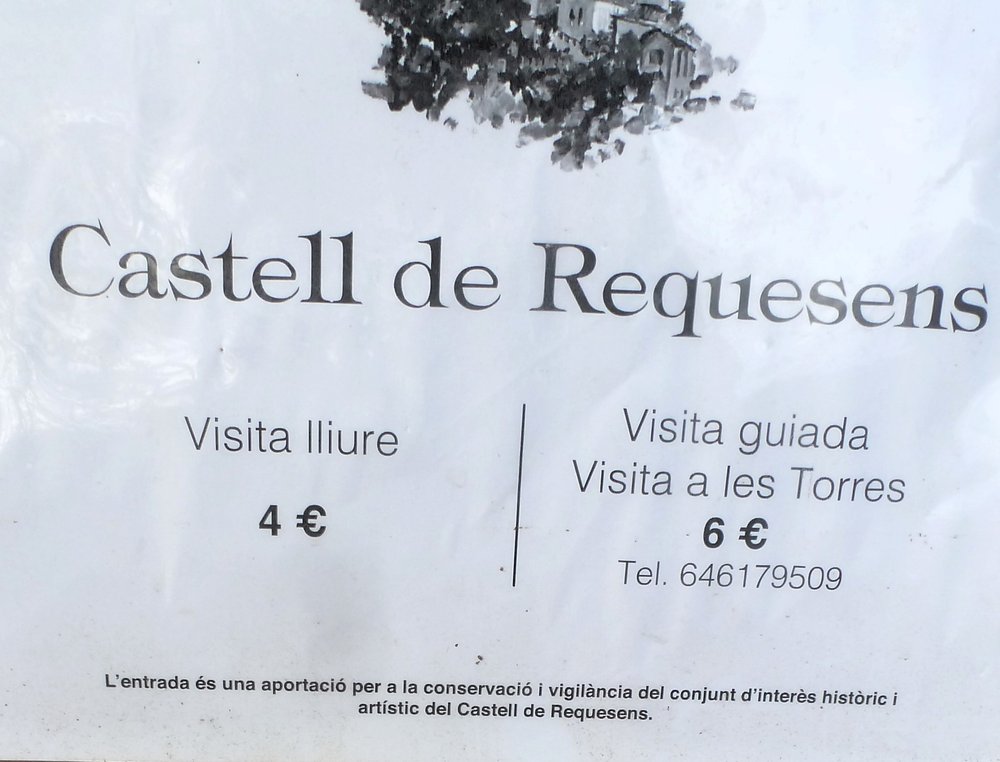 Castell de Requesens
Visita lliure
4 €
Visita guiada
Visita a les Torres
6 €
Tel. 646179509
L'entrada és una aportació per a la conservació i vigilància del conjunt d'interès històric i
artístic del Castell de Requesens.